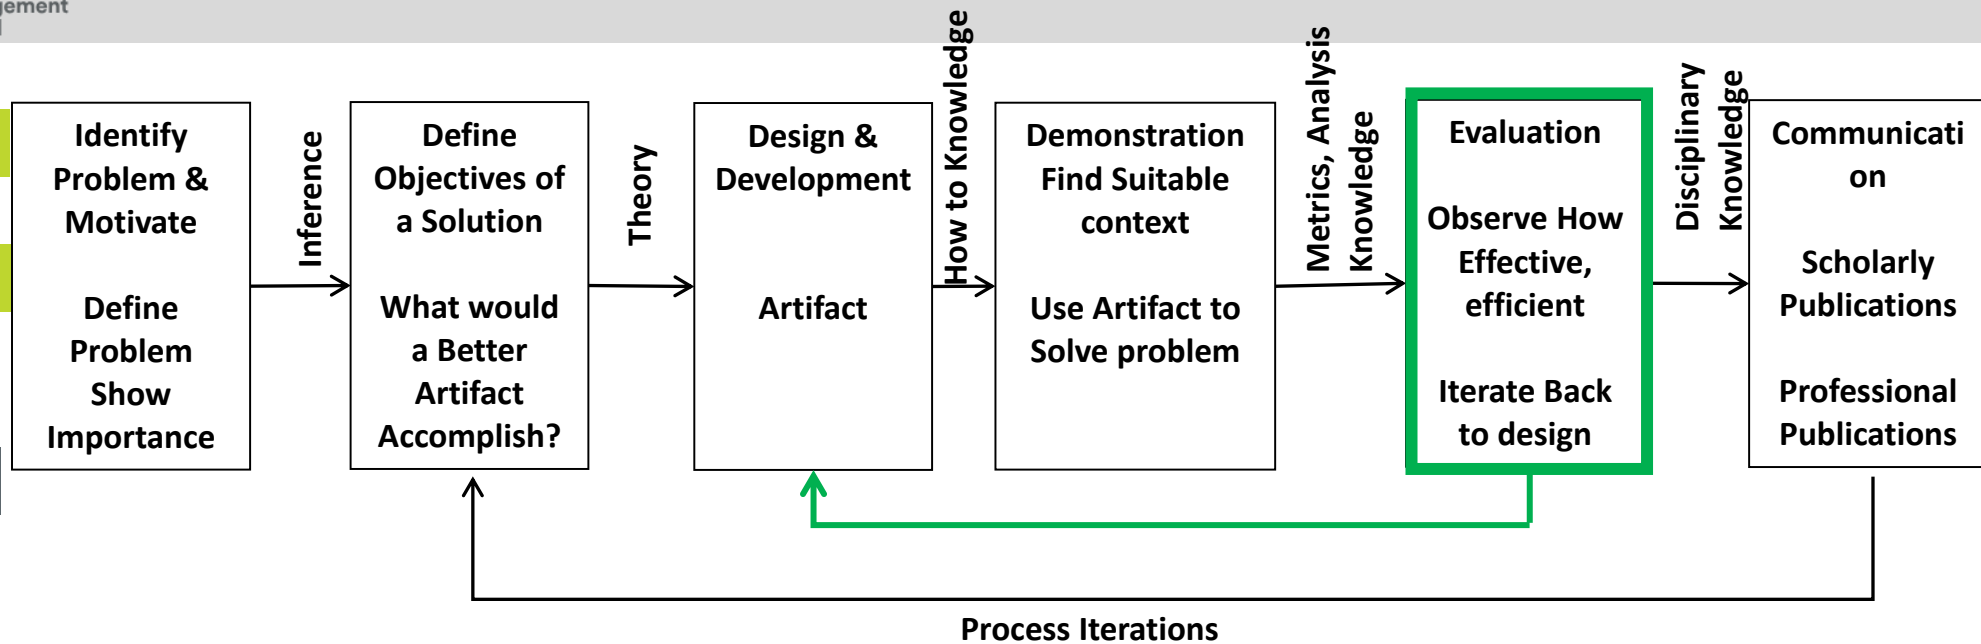 Identify
Problem &
Motivate
Define
Problem
Show
Importance
Inference
Define
Objectives of
a Solution
What would
a Better
Artifact
Accomplish?
Theory
Design &
Development
Artifact
How to Knowledge
Demonstration
Find Suitable
context
Use Artifact to
Solve problem
Metrics, Analysis
Knowledge
Evaluation
Observe How
Effective,
efficient
Iterate Back
to design
Disciplinary
Knowledge
Communicati
on
Scholarly
Publications
Professional
Publications
Process Iterations